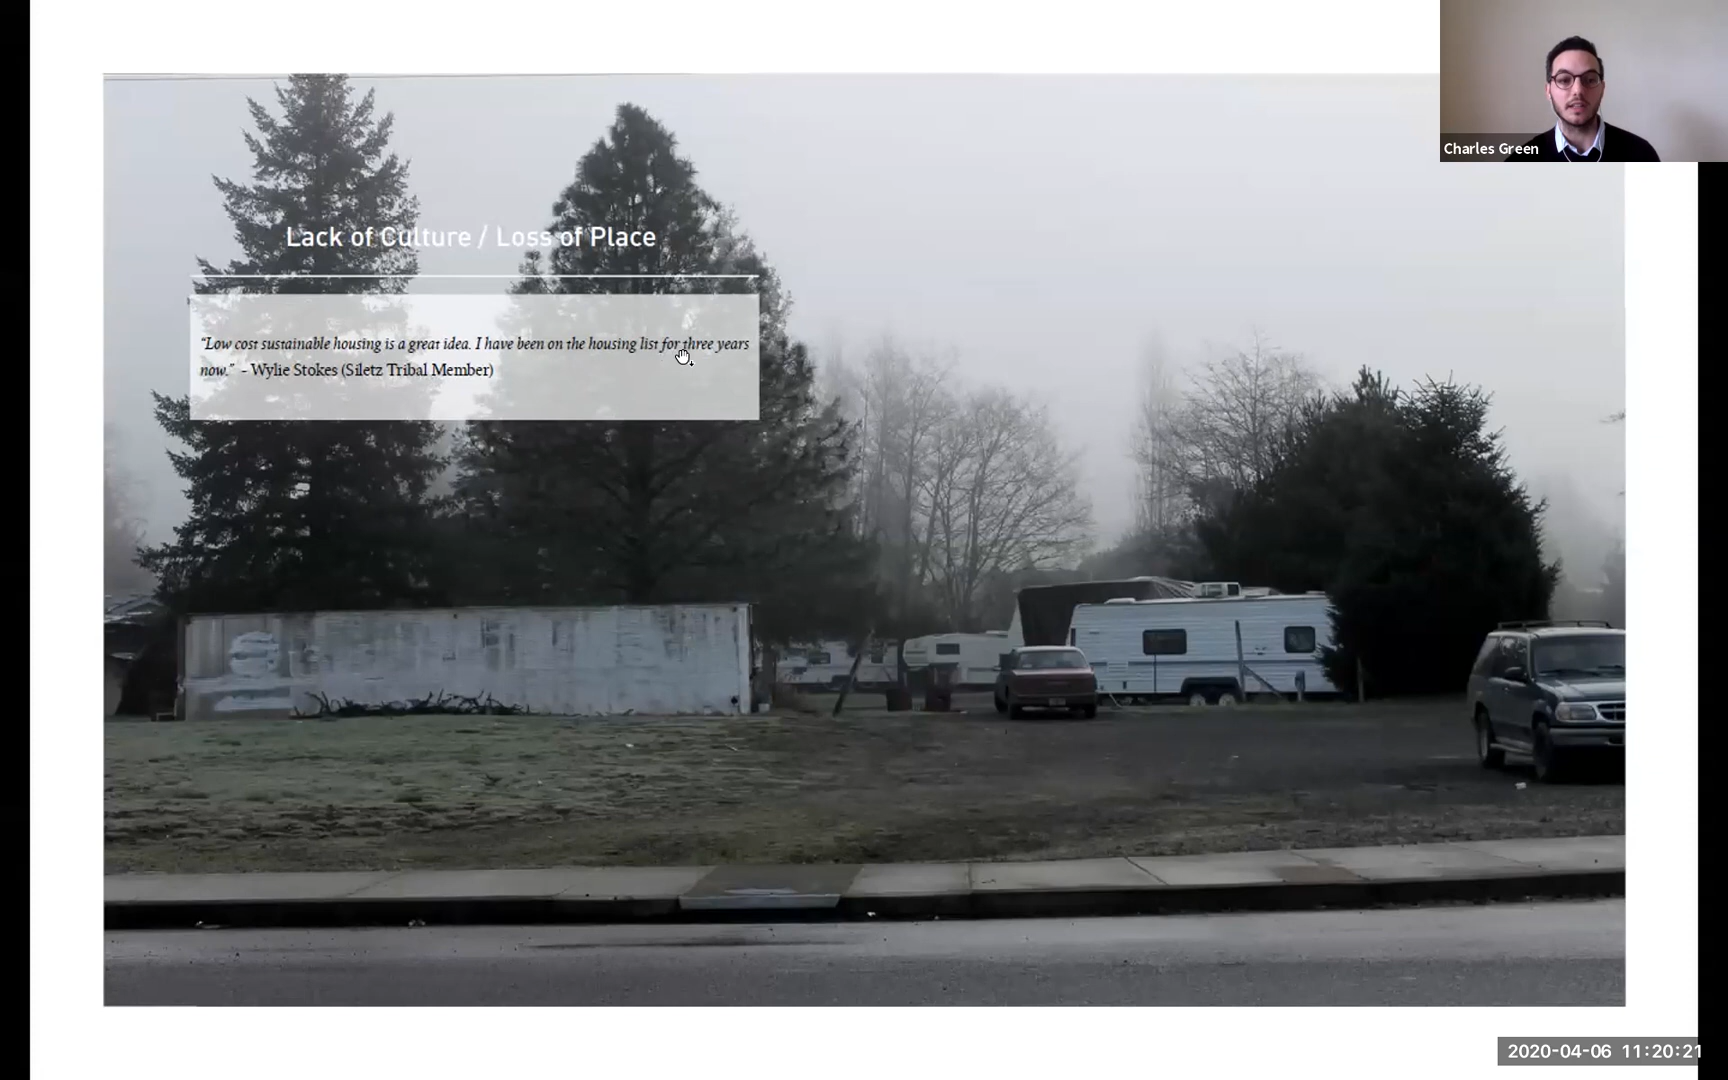 Charles Green
Lack of Culture / Loss of Place
“Low cost sustainable housing is a great idea. I have been on the housing list for three years
now.” - Wylie Stokes (Siletz Tribal Member)
2020-04-06 11:20:21